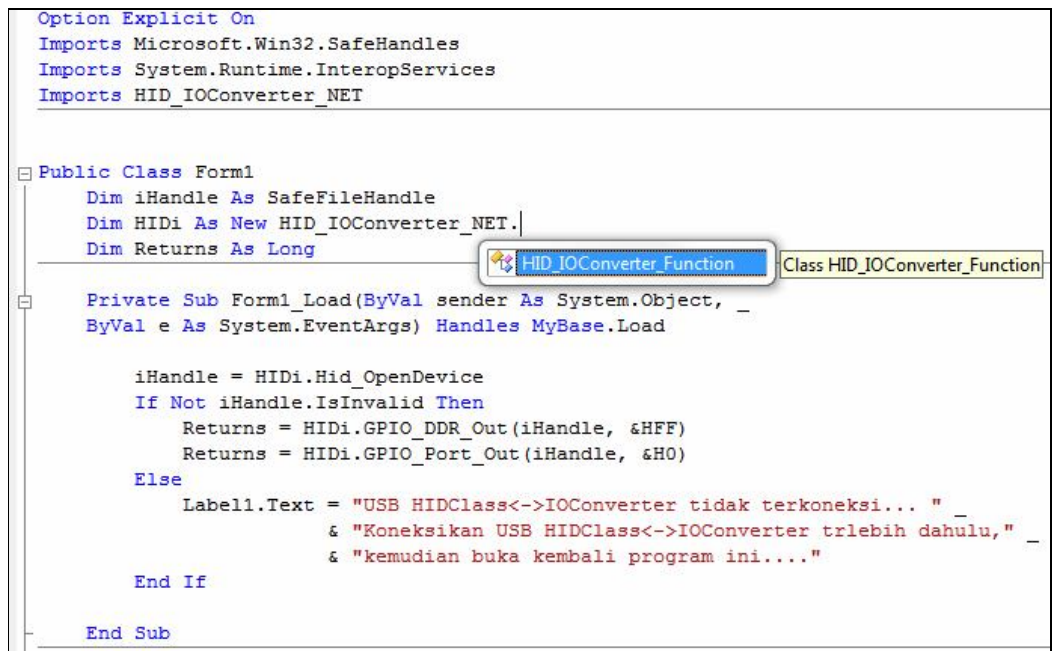 Option Explicit On
Imports Microsoft.Win32.SafeHandles
Imports System.Runtime.InteropServices
Imports HID_IOConverter_NET
Public Class Form1
Dim iHandle As SafeFileHandle
Dim HIDi As New HID_IOConverter_NET.
Dim Returns As Long
HID_IOConverter_Function
Class HID_IOConverter_Function
Private Sub Form1_Load(ByVal sender As System.Object, _
ByVal e As System.EventArgs) Handles MyBase.Load
iHandle = HIDi.Hid_OpenDevice
If Not iHandle.IsInvalid Then
Returns = HIDi.GPIO_DDR_Out(iHandle, &HFF)
Returns = HIDi.GPIO_Port_Out(iHandle, &H0)
Else
Label1.Text = "USB HIDClass<->IOConverter tidak terkoneksi... " _
& "Koneksikan USB HIDClass<->IOConverter trlebih dahulu," _
& "kemudian buka kembali program ini...."
End If
End Sub